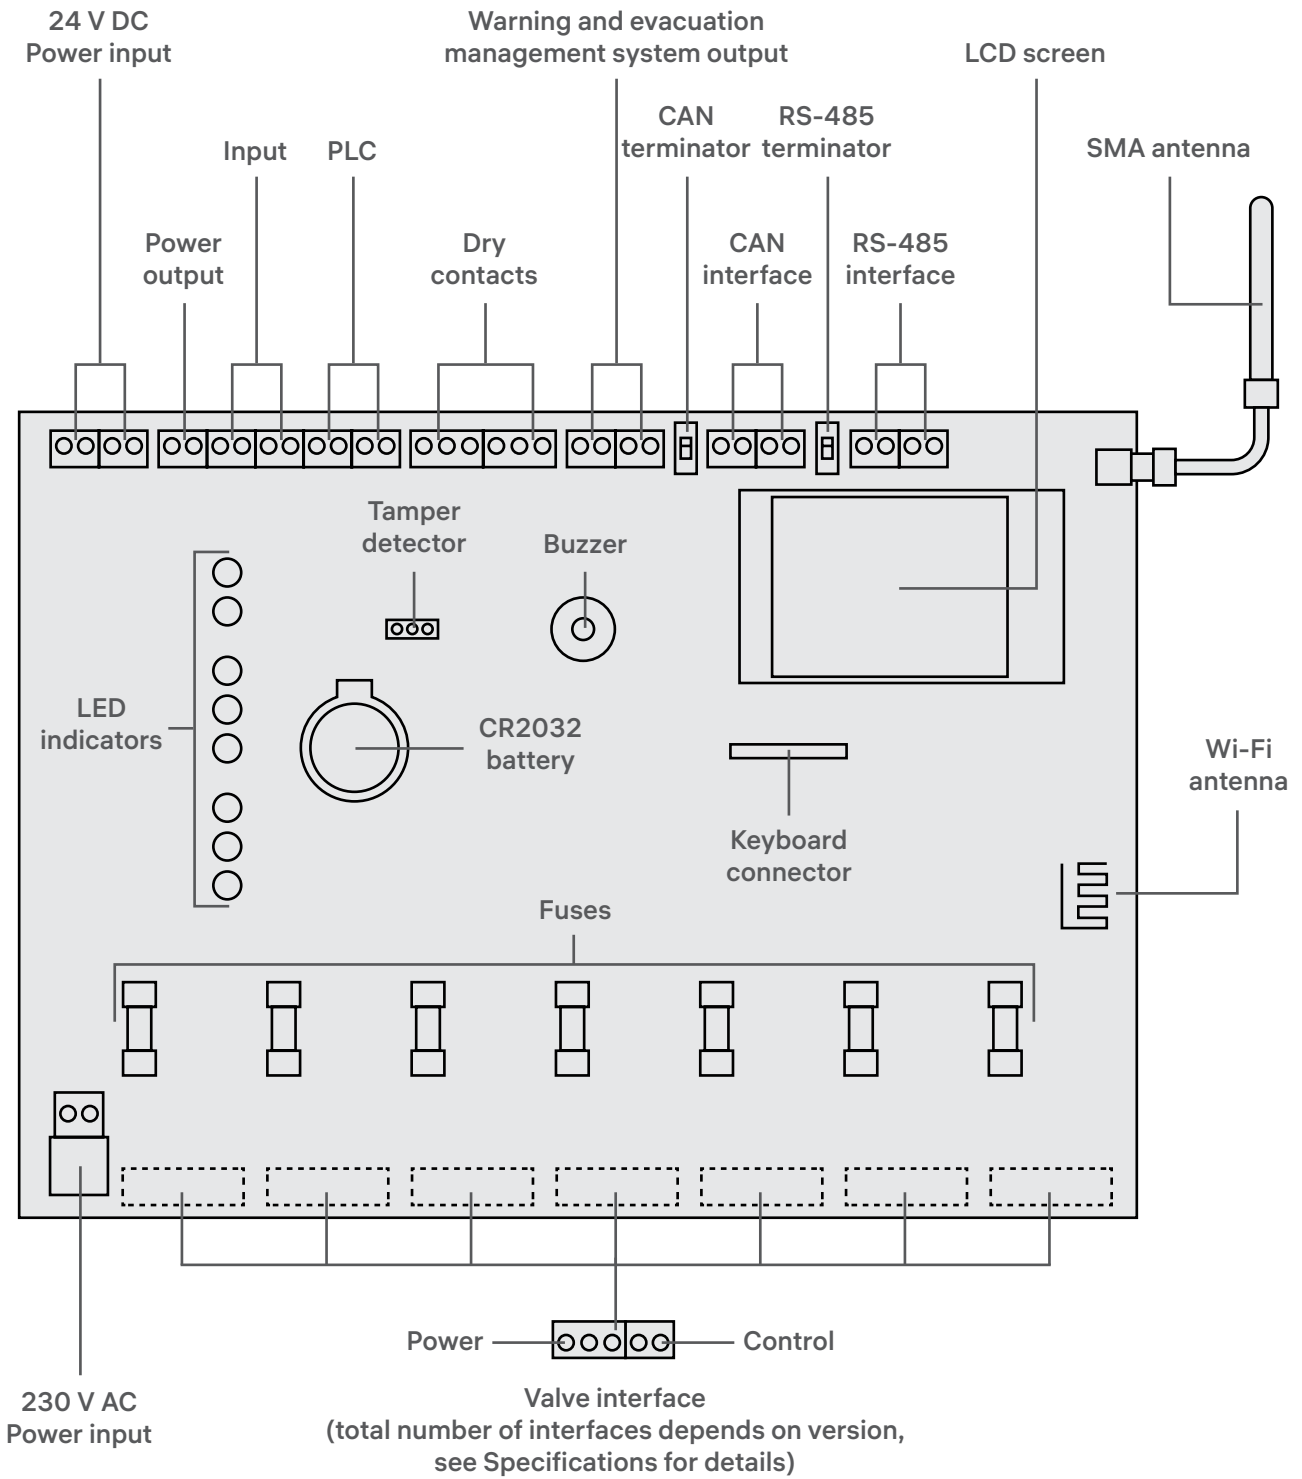 24 V DC
Power input
Warning and evacuation
management system output
LCD screen
CAN
terminator
RS-485
terminator
Input
PLC
SMA antenna
Power
output
Dry
contacts
CAN
interface
RS-485
interface
Tamper
detector
Buzzer
LED
indicators
CR2032
battery
Wi-Fi
antenna
Keyboard
connector
Fuses
Power
Control
230 V AC
Power input
Valve interface
(total number of interfaces depends on version,
see Specifications for details)